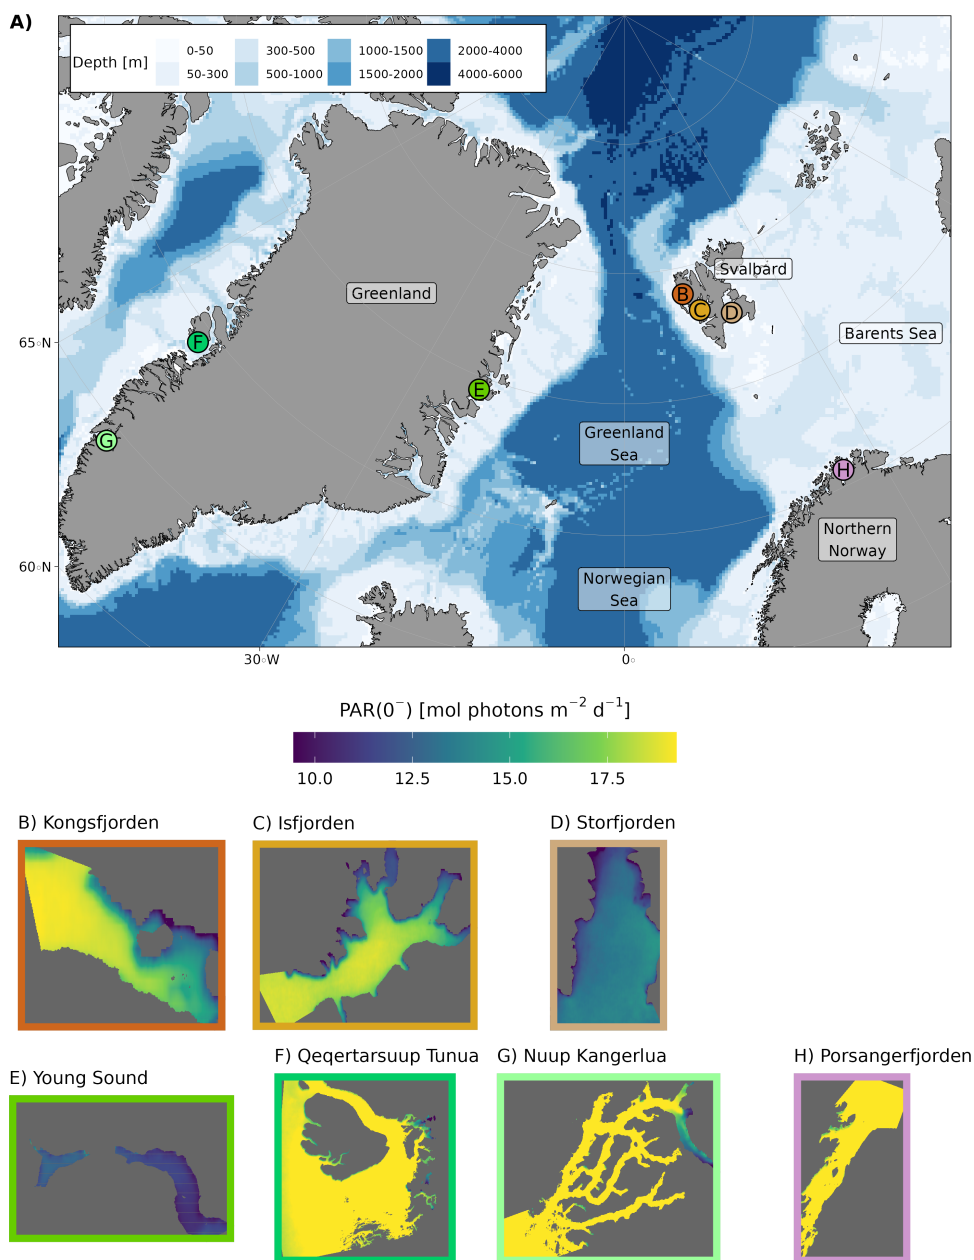 A)
Depth [m]
0-50
50-300
300-500
500-1000
1000-1500
1500-2000
2000-4000
4000-6000
Greenland
Svalbard
B
C
D
Barents Sea
65°N
F
E
G
Greenland
Sea
H
Northern
Norway
60°N
Norwegian
Sea
30°W
0°
PAR(0⁻) [mol photons m⁻² d⁻¹]
10.0 12.5 15.0 17.5
B) Kongsfjorden
C) Isfjorden
D) Storfjorden
E) Young Sound
F) Qeqertarsuup Tunua
G) Nuup Kangerlua
H) Porsangerfjorden